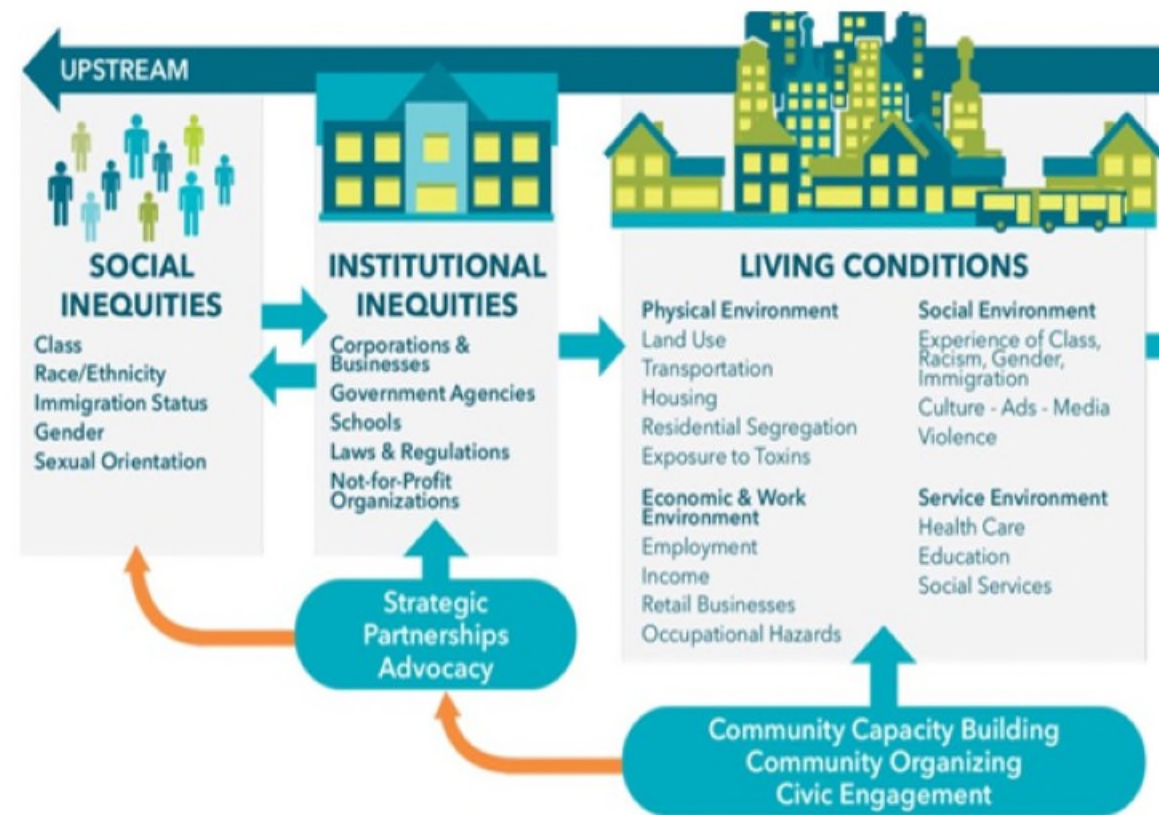 UPSTREAM
SOCIAL
INEQUITIES
Class
Race/Ethnicity
Immigration Status
Gender
Sexual Orientation
INSTITUTIONAL
INEQUITIES
Corporations &
Businesses
Government Agencies
Schools
Laws & Regulations
Not-for-Profit
Organizations
LIVING CONDITIONS
Physical Environment
Land Use
Transportation
Housing
Residential Segregation
Exposure to Toxins
Economic & Work
Environment
Employment
Income
Retail Businesses
Occupational Hazards
Social Environment
Experience of Class,
Racism, Gender,
Immigration
Culture - Ads - Media
Violence
Service Environment
Health Care
Education
Social Services
Strategic
Partnerships
Advocacy
Community Capacity Building
Community Organizing
Civic Engagement